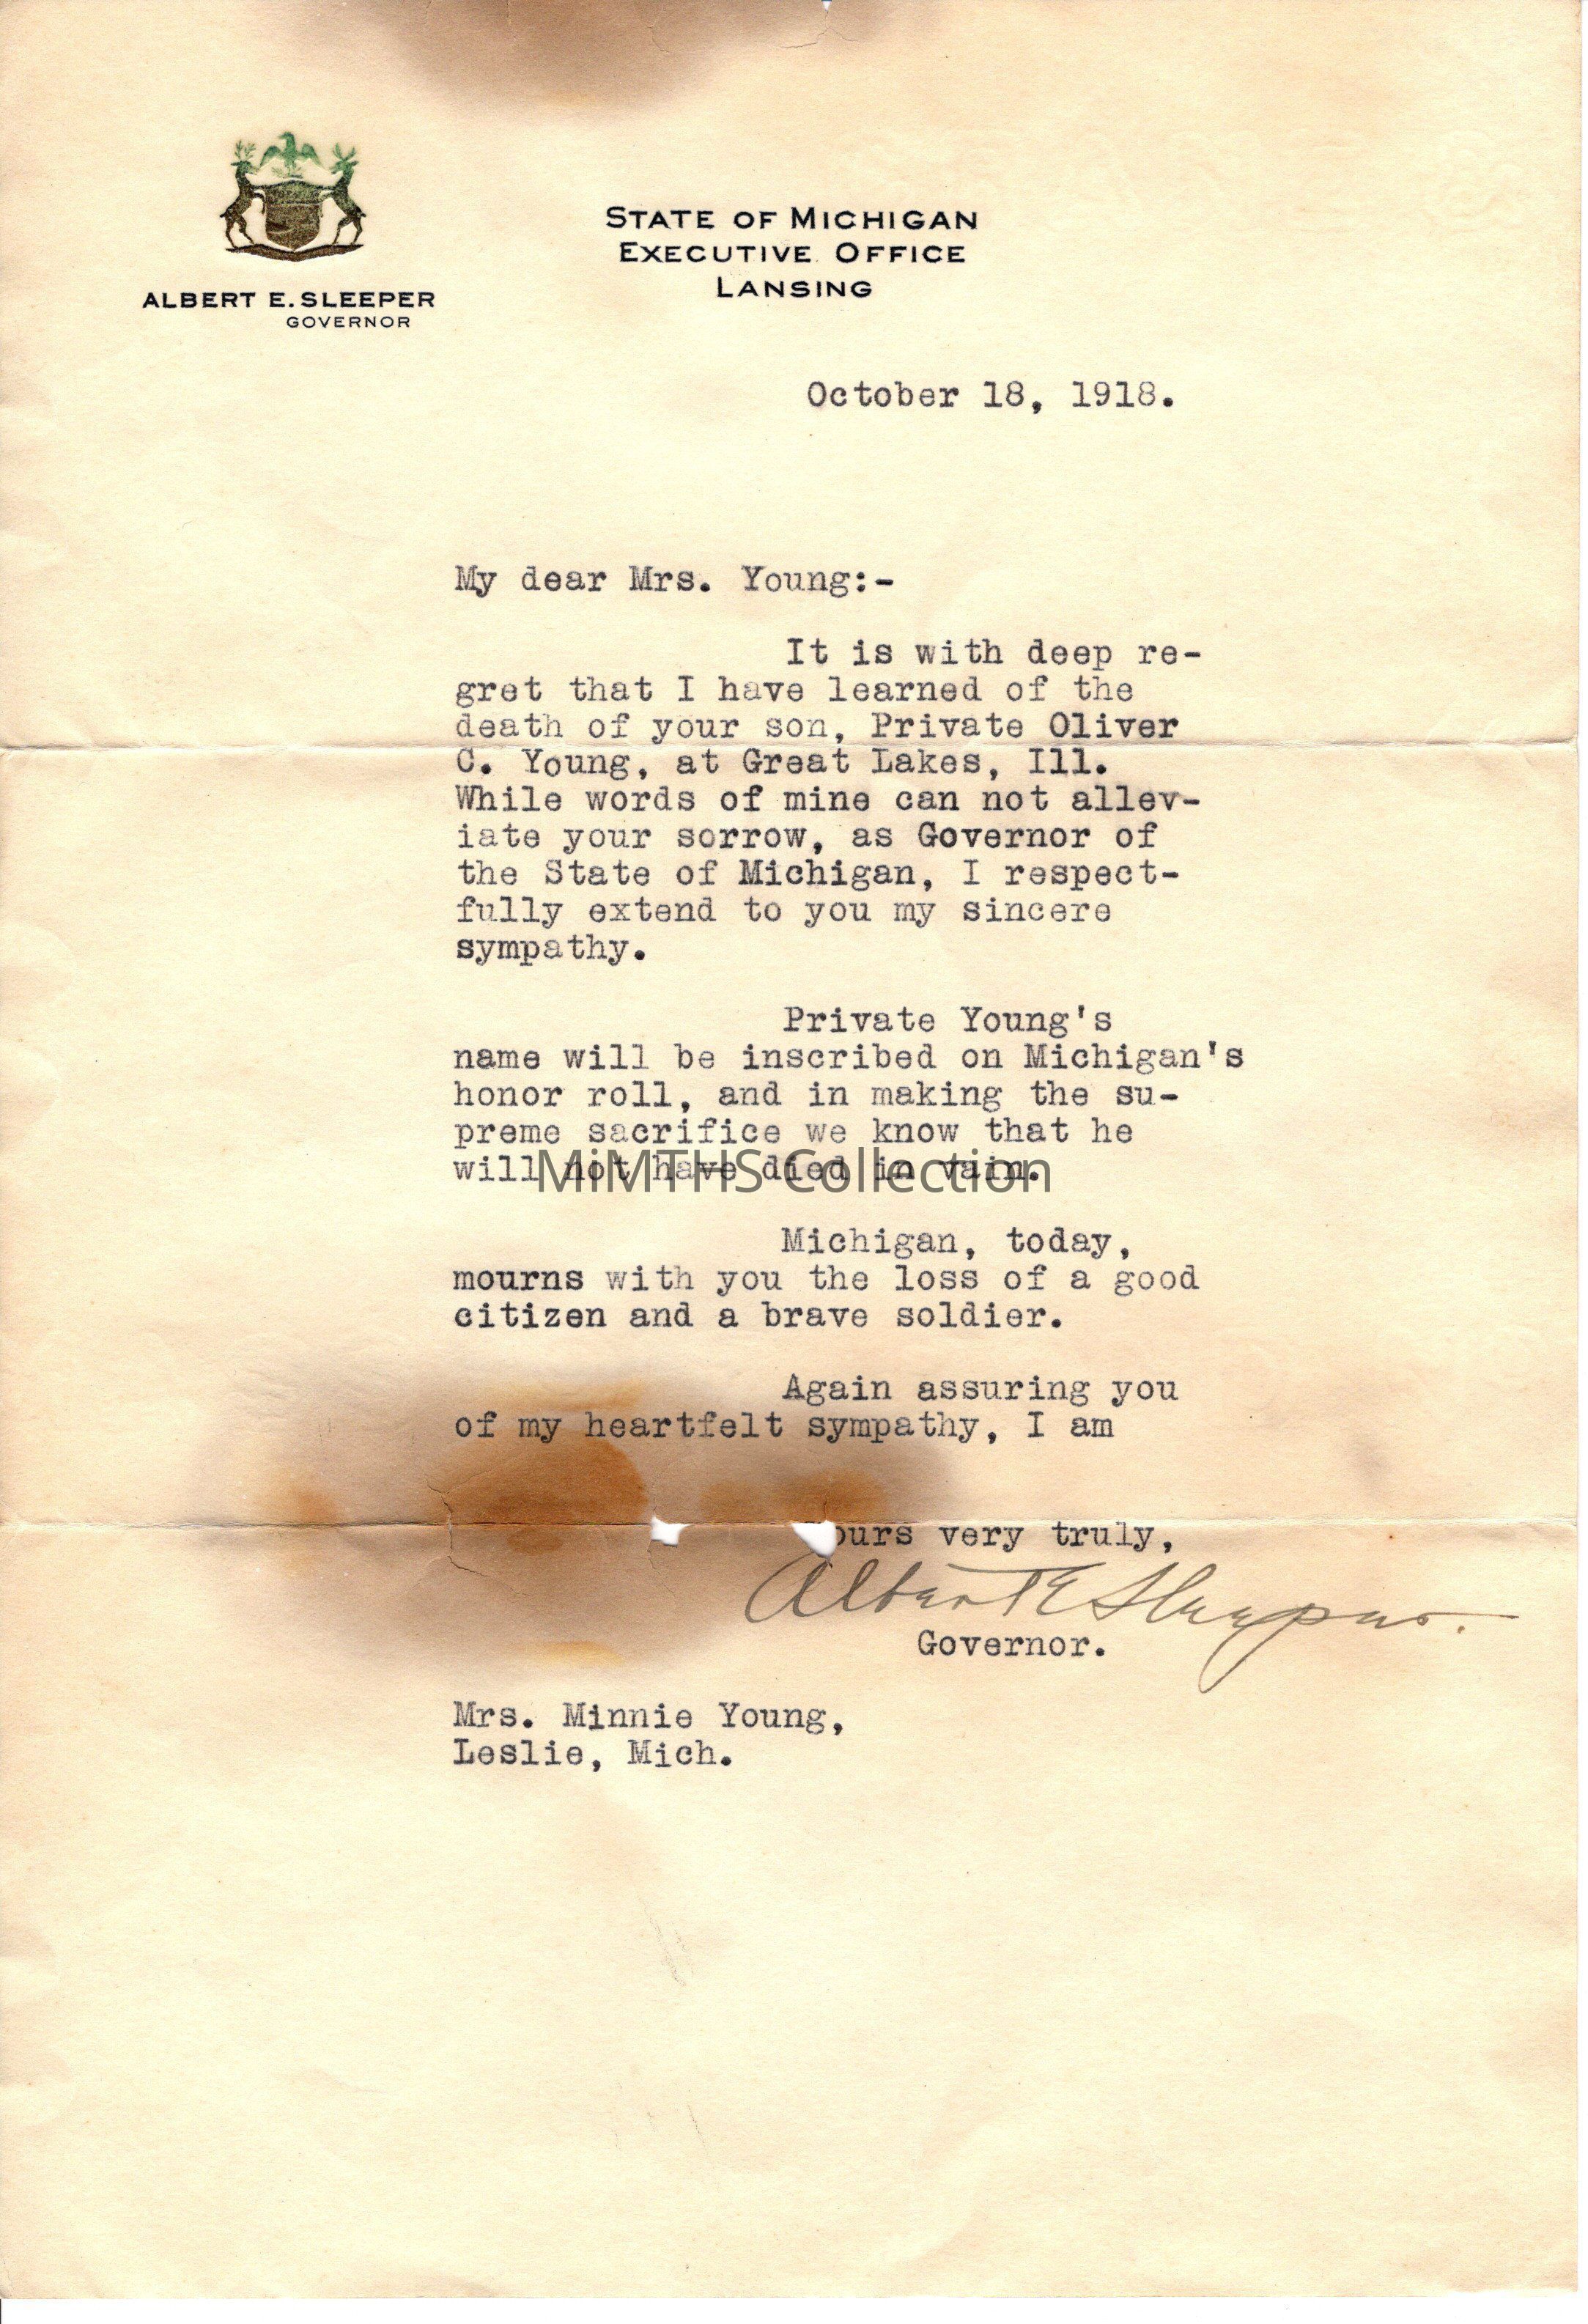 STATE OF MICHIGAN
EXECUTIVE OFFICE
LANSING
ALBERT E. SLEEPER
GOVERNOR
October 18, 1918.
My dear Mrs. Young:-
It is with deep re-
gret that I have learned of the
death of your son, Private Oliver
C. Young, at Great Lakes, Ill.
While words of mine can not allev-
iate your sorrow, as Governor of
the State of Michigan, I respect-
fully extend to you my sincere
sympathy.
Private Young's
name will be inscribed on Michigan's
honor roll, and in making the su-
preme sacrifice we know that he
will not have died in vain.
MiMTHS Collection
Michigan, today,
mourns with you the loss of a good
citizen and a brave soldier.
Again assuring you
of my heartfelt sympathy, I am
ours very truly,
Albert E Sleeper.
Governor.
Mrs. Minnie Young,
Leslie, Mich.